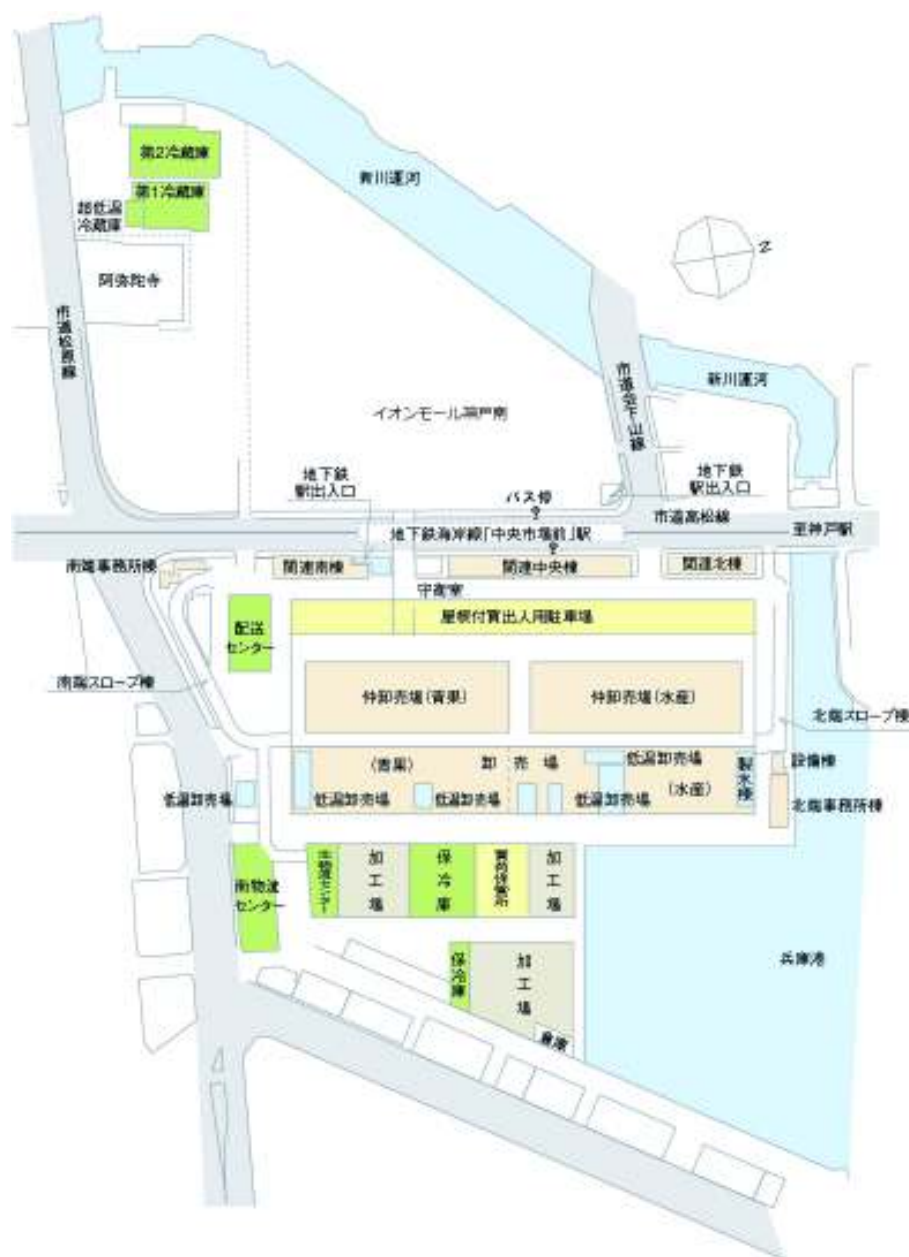 第2冷蔵庫
第1冷蔵庫
超低温
冷蔵庫
阿弥陀寺
市道松原線
新川運河
N
新川運河
市道会下山線
イオンモール神戸南
地下鉄
駅出入口
バス停
地下鉄
駅出入口
市道高松線
地下鉄海岸線「中央市場前」駅
至神戸駅
南端事務所棟
関連南棟
関連中央棟
関連北棟
守衛室
屋根付買出人用駐車場
配送
センター
南端スロープ棟
仲卸売場(青果)
仲卸売場(水産)
北端スロープ棟
(青果)
卸売場
低温卸売場
(水産)
製氷棟
設備棟
低温卸売場
低温卸売場
低温卸売場
低温卸売場
北端事務所棟
南物流
センター
加工場
保冷庫
買荷保管所
加工場
保冷庫
加工場
倉庫
兵庫港